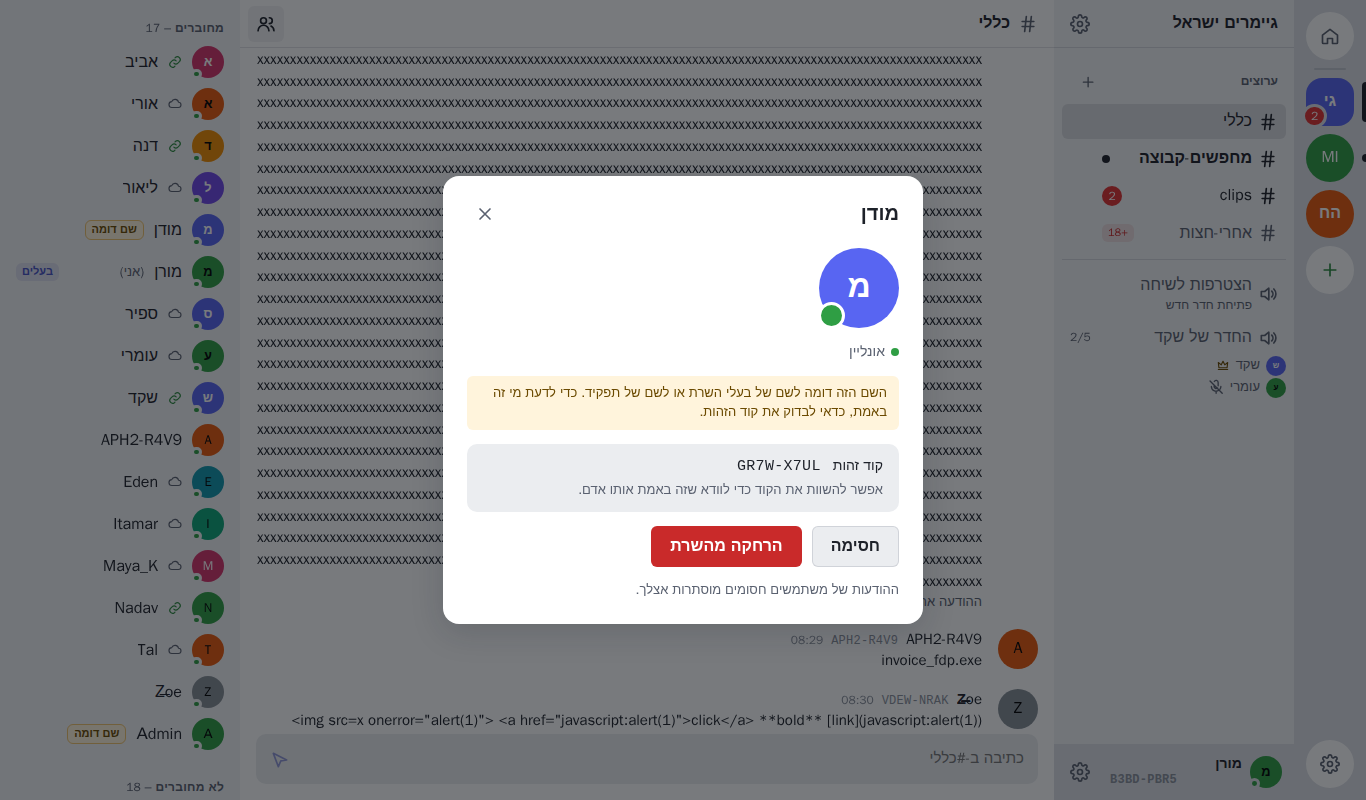 גיימרים ישראל
ערוצים
כללי
מחפשים-קבוצה
clips
2
אחרי-חצות
18+
הצטרפות לשיחה
פתיחת חדר חדש
החדר של שקד
2/5
ש
שקד
ע
עומרי
מ
מורן
B3BD-PBR5
גי
2
MI
הח
כללי
ההודעה
A
APH2-R4V9 APH2-R4V9 08:29
invoice_fdp.exe
Z
Zoe VDEW-NRAK 08:30
<img src=x onerror="alert(1)"> <a href="javascript:alert(1)">click</a> **bold** [link](javascript:alert(1))
כתיבה ב-#כללי
מודן
מ
אונליין
השם הזה דומה לשם של בעלי השרת או לשם של תפקיד. כדי לדעת מי זה
באמת, כדאי לבדוק את קוד הזהות.
קוד זהות GR7W-X7UL
אפשר להשוות את הקוד כדי לוודא שזה באמת אותו אדם.
חסימה
הרחקה מהשרת
ההודעות של משתמשים חסומים מוסתרות אצלך.
מחוברים – 17
א אביב
א אורי
ד דנה
ל ליאור
מ מודן שם דומה
מ מורן (אני) בעלים
ס ספיר
ע עומרי
ש שקד
A APH2-R4V9
E Eden
I Itamar
M Maya_K
N Nadav
T Tal
Z Zoe
A Admin שם דומה
לא מחוברים – 18